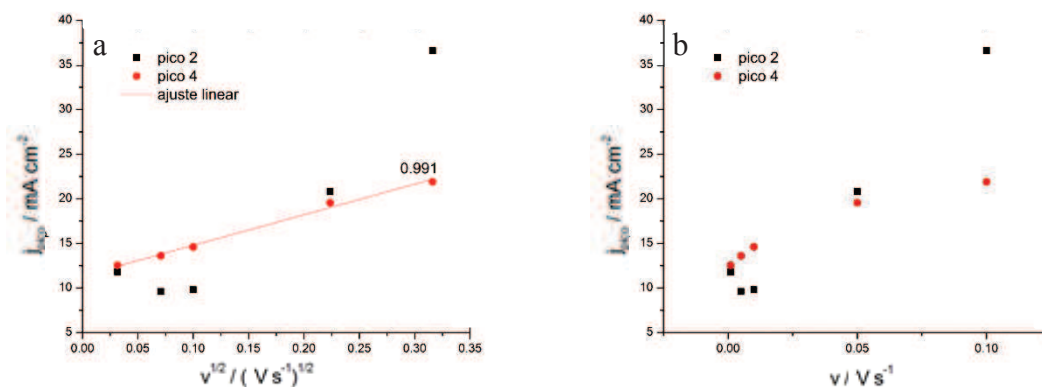 a
pico 2
pico 4
ajuste linear
0.991
40
35
30
25
20
15
10
5
0.00 0.05 0.10 0.15 0.20 0.25 0.30 0.35
v1/2 / ( V s-1)1/2
/ mA cm-2
b
pico 2
pico 4
40
35
30
25
20
15
10
5
0.00 0.05 0.10
v/ V s-1
/ mA cm-2